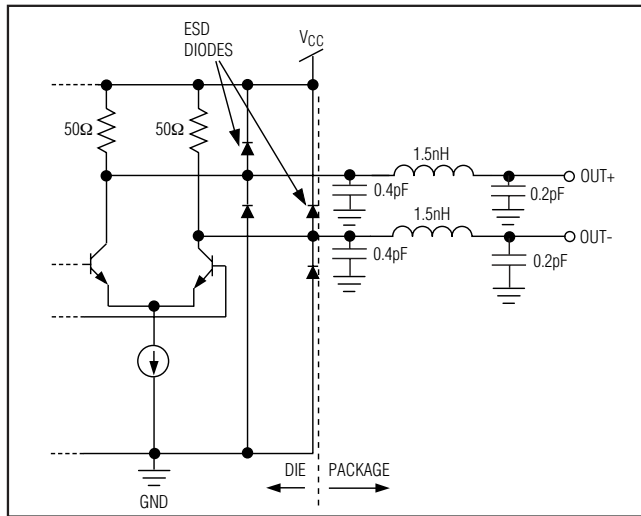 ESD
DIODES
VCC
50Ω
50Ω
1.5nH
OUT+
0.4pF
0.2pF
1.5nH
OUT-
0.4pF
0.2pF
DIE
PACKAGE
GND